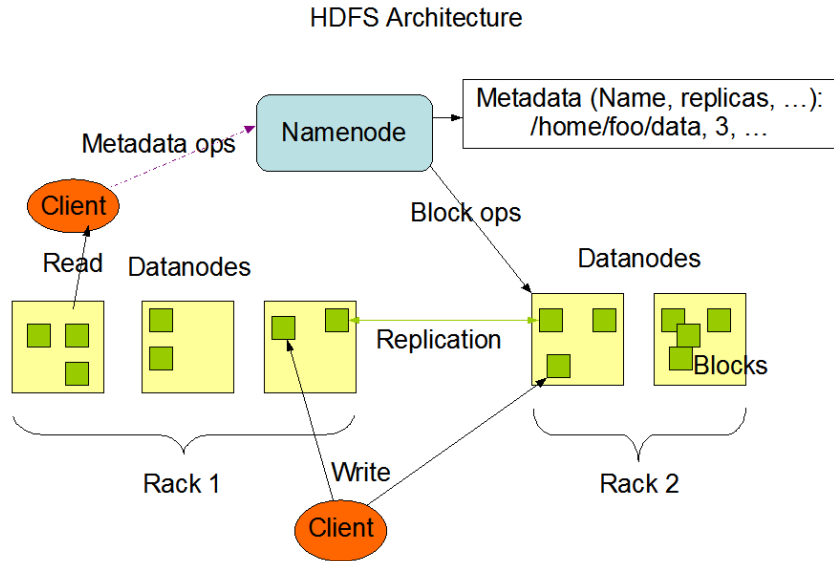 HDFS Architecture
Metadata (Name, replicas, …):
/home/foo/data, 3, …
Namenode
Metadata ops
Client
Block ops
Read
Datanodes
Datanodes
Replication
Blocks
Rack 1
Write
Rack 2
Client